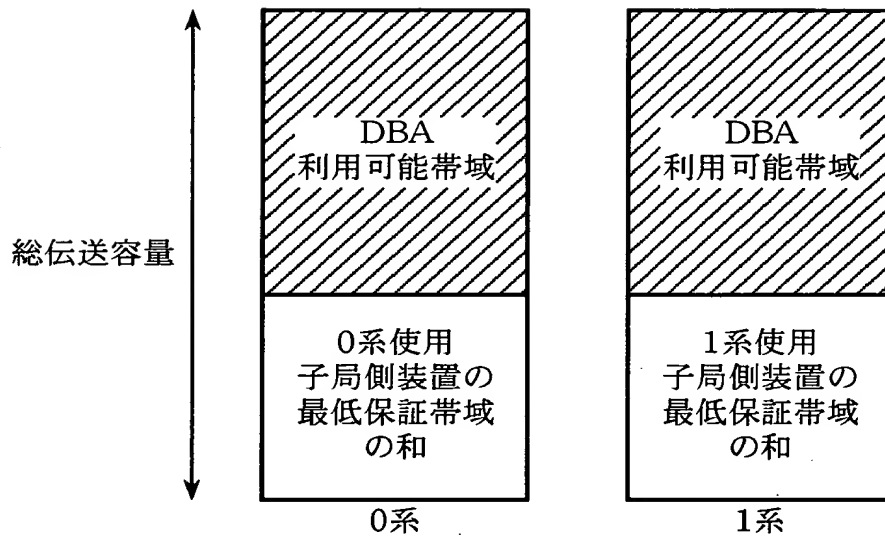 総伝送容量
DBA
利用可能帯域
0系使用
子局側装置の
最低保証帯域
の和
0系
DBA
利用可能帯域
1系使用
子局側装置の
最低保証帯域
の和
1系